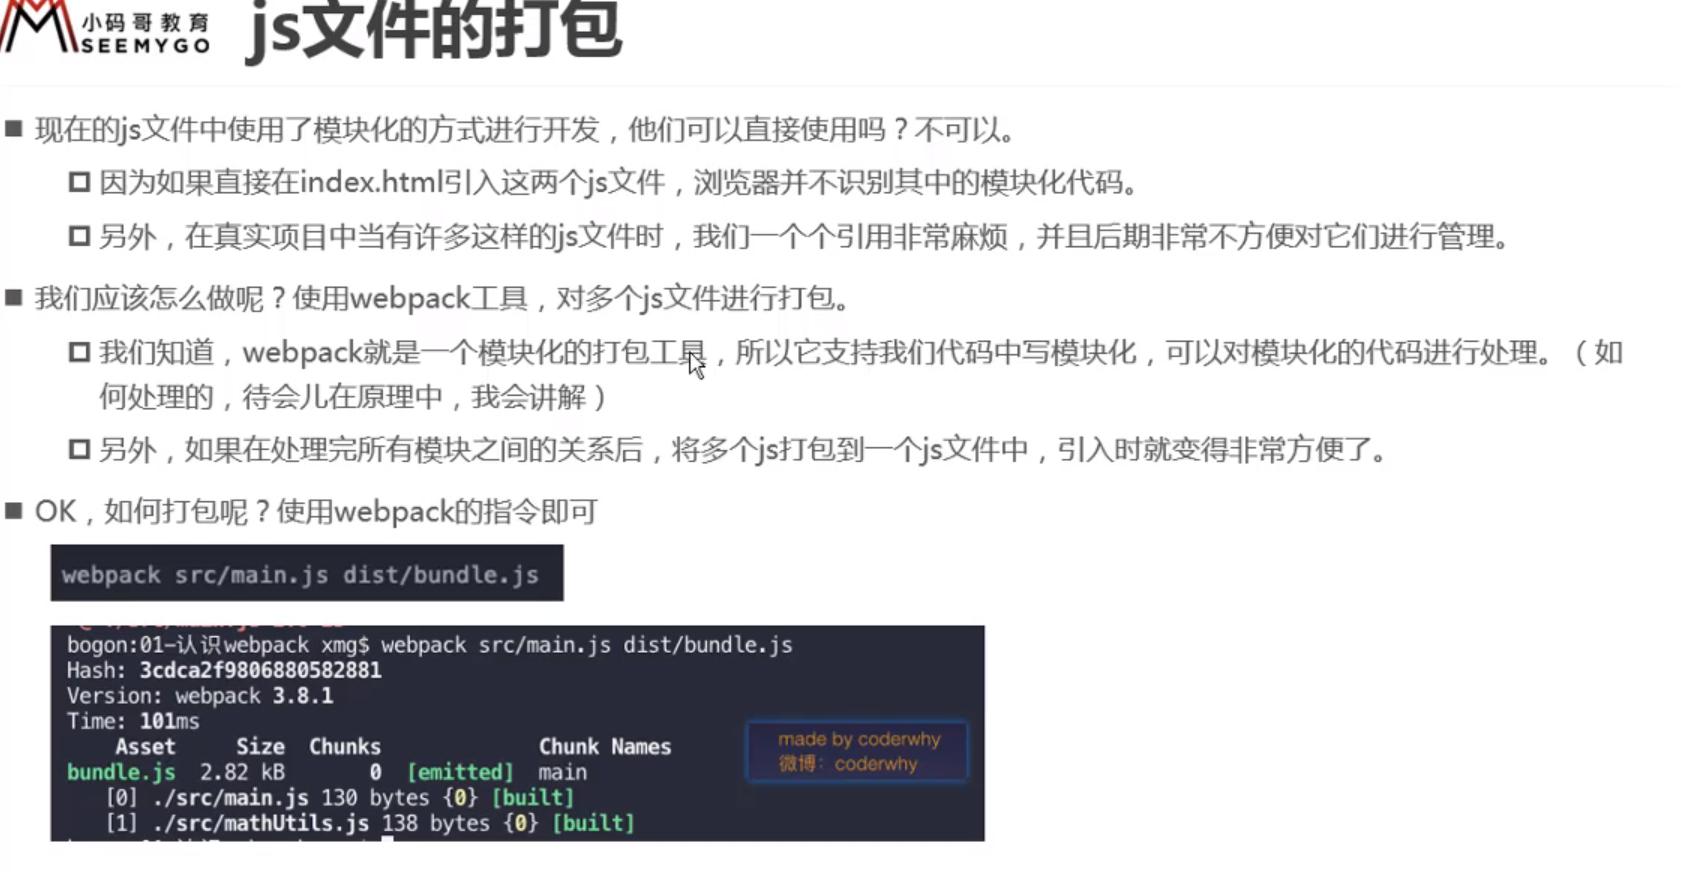 小码哥教育
SEEMYGO
js文件的打包
■ 现在的js文件中使用了模块化的方式进行开发，他们可以直接使用吗？不可以。
因为如果直接在index.html引入这两个js文件，浏览器并不识别其中的模块化代码。
另外，在真实项目中当有许多这样的js文件时，我们一个个引用非常麻烦，并且后期非常不方便对它们进行管理。
■ 我们应该怎么做呢？使用webpack工具，对多个js文件进行打包。
我们知道，webpack就是一个模块化的打包工具，所以它支持我们代码中写模块化，可以对模块化的代码进行处理。（如
何处理的，待会儿在原理中，我会讲解）
另外，如果在处理完所有模块之间的关系后，将多个js打包到一个js文件中，引入时就变得非常方便了。
■ OK，如何打包呢？使用webpack的指令即可
webpack src/main.js dist/bundle.js
bogon:01-认识webpack xmg$ webpack src/main.js dist/bundle.js
Hash: 3cdca2f9806880582881
Version: webpack 3.8.1
Time: 101ms
Asset Size Chunks Chunk Names
bundle.js 2.82 kB 0 [emitted] main
[0] ./src/main.js 130 bytes {0} [built]
[1] ./src/mathUtils.js 138 bytes {0} [built]
made by coderwhy
微博：coderwhy